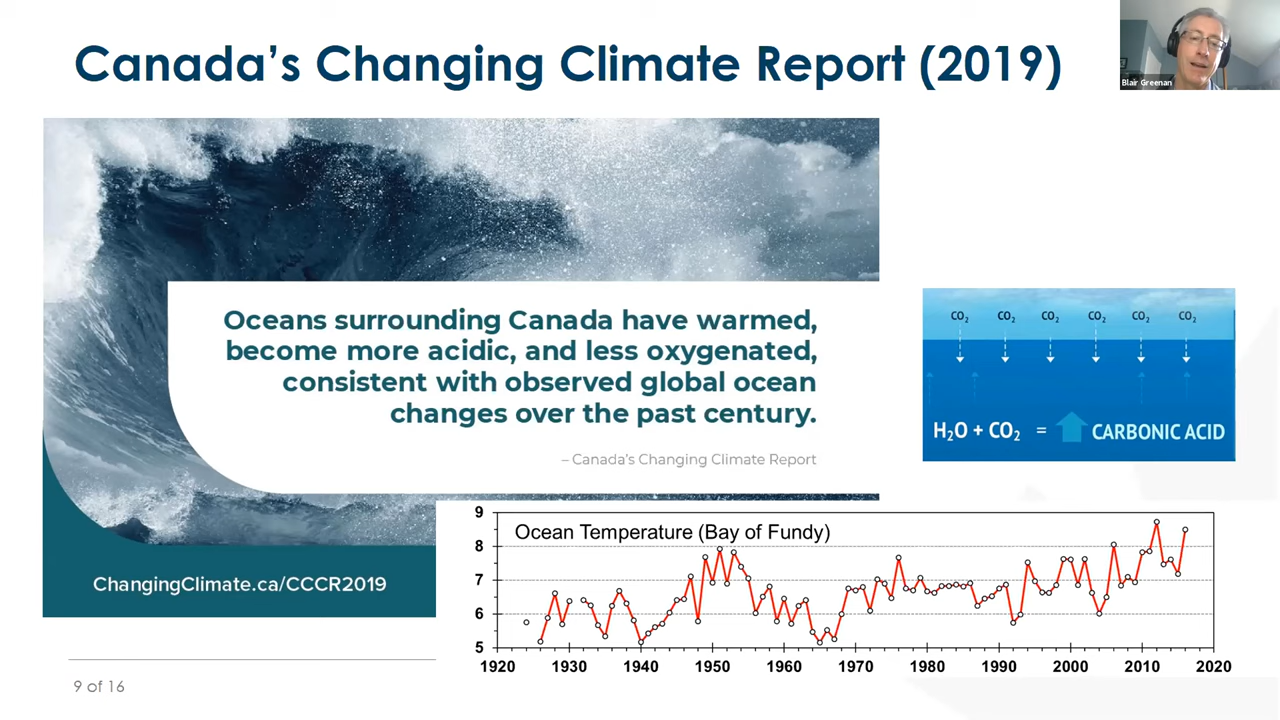 Canada's Changing Climate Report (2019)
Blair Greenan
Oceans surrounding Canada have warmed,
become more acidic, and less oxygenated,
consistent with observed global ocean
changes over the past century.
– Canada's Changing Climate Report
CO₂ CO₂ CO₂ CO₂ CO₂ CO₂
H₂O + CO₂ = CARBONIC ACID
ChangingClimate.ca/CCCR2019
Ocean Temperature (Bay of Fundy)
9
8
7
6
5
1920 1930 1940 1950 1960 1970 1980 1990 2000 2010 2020
9 of 16